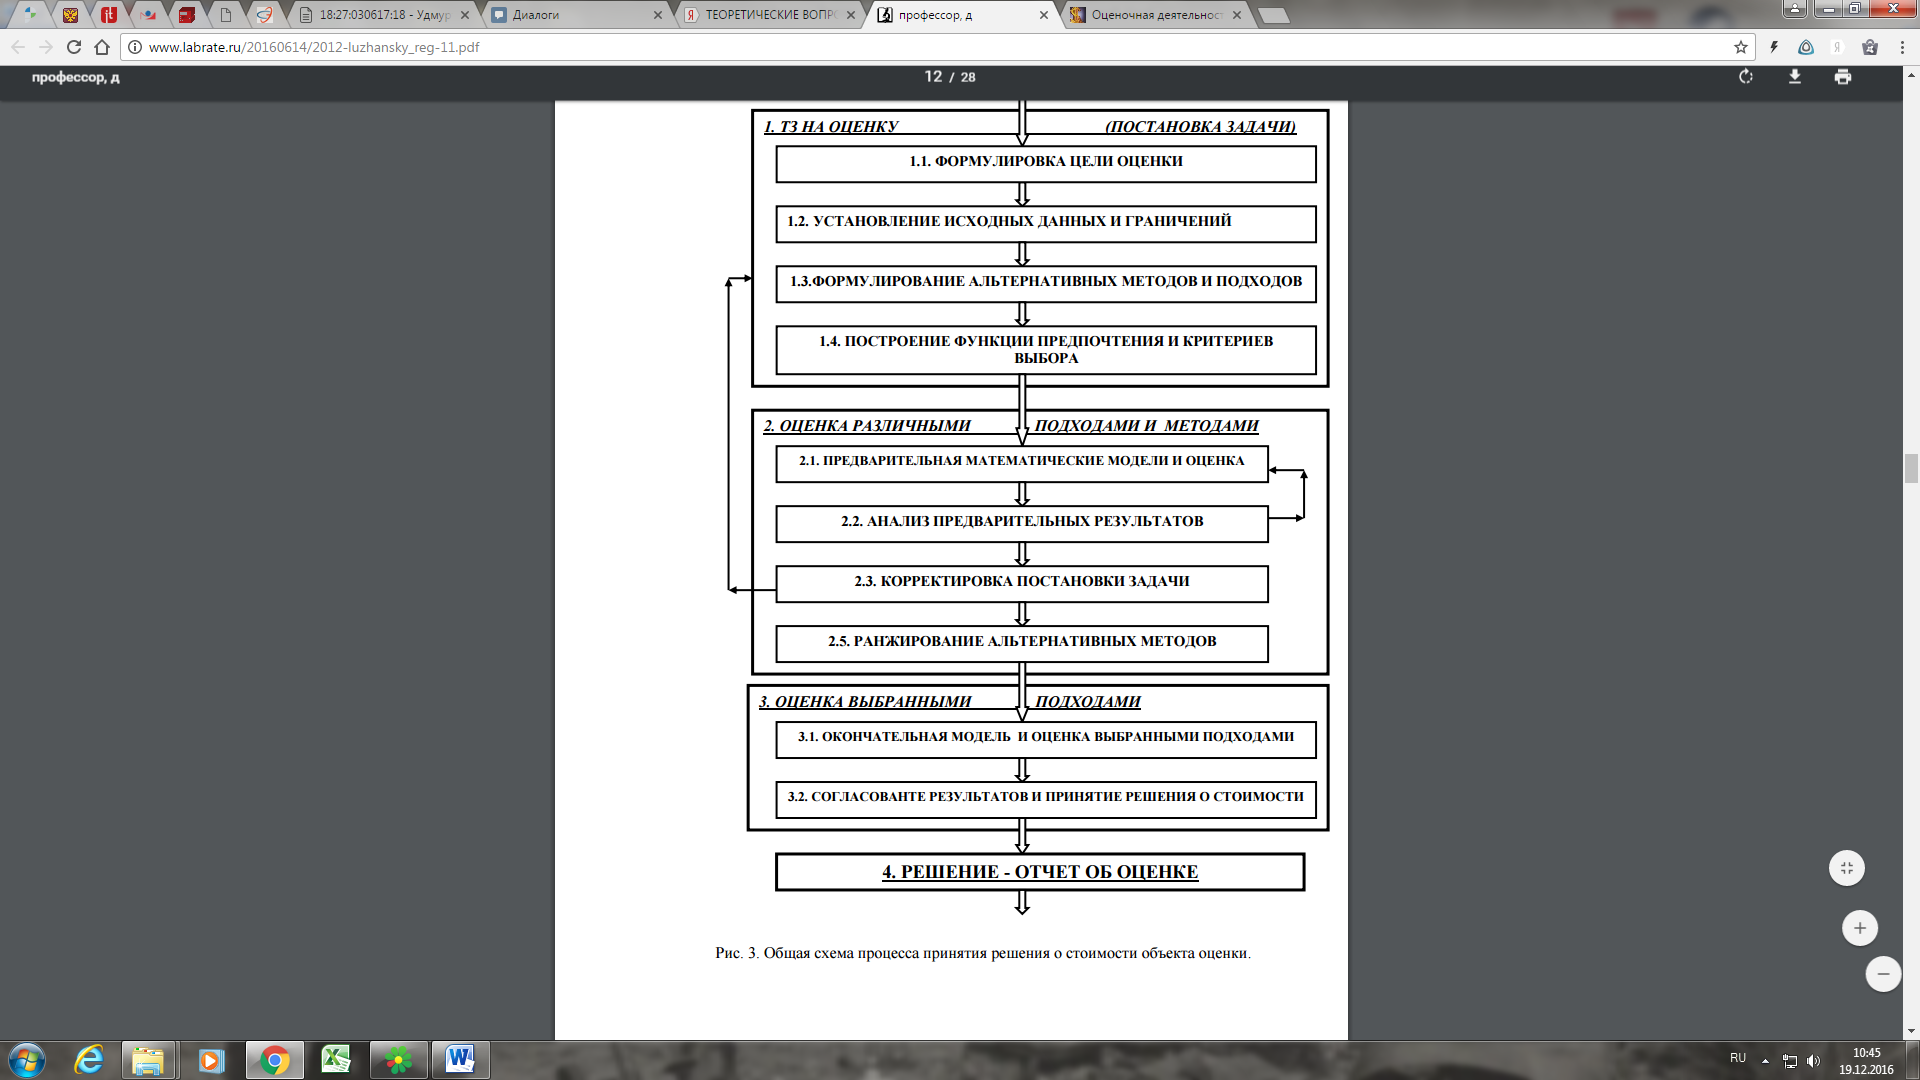 18:27:030617:18 - Удмур
Диалоги
ТЕОРЕТИЧЕСКИЕ ВОПРО
профессор, д
Оценочная деятельност
www.labrate.ru/20160614/2012-luzhansky_reg-11.pdf
профессор, д
12 / 28
1. ТЗ НА ОЦЕНКУ (ПОСТАНОВКА ЗАДАЧИ)
1.1. ФОРМУЛИРОВКА ЦЕЛИ ОЦЕНКИ
1.2. УСТАНОВЛЕНИЕ ИСХОДНЫХ ДАННЫХ И ГРАНИЧЕНИЙ
1.3.ФОРМУЛИРОВАНИЕ АЛЬТЕРНАТИВНЫХ МЕТОДОВ И ПОДХОДОВ
1.4. ПОСТРОЕНИЕ ФУНКЦИИ ПРЕДПОЧТЕНИЯ И КРИТЕРИЕВ
ВЫБОРА
2. ОЦЕНКА РАЗЛИЧНЫМИ ПОДХОДАМИ И МЕТОДАМИ
2.1. ПРЕДВАРИТЕЛЬНАЯ МАТЕМАТИЧЕСКИЕ МОДЕЛИ И ОЦЕНКА
2.2. АНАЛИЗ ПРЕДВАРИТЕЛЬНЫХ РЕЗУЛЬТАТОВ
2.3. КОРРЕКТИРОВКА ПОСТАНОВКИ ЗАДАЧИ
2.5. РАНЖИРОВАНИЕ АЛЬТЕРНАТИВНЫХ МЕТОДОВ
3. ОЦЕНКА ВЫБРАННЫМИ ПОДХОДАМИ
3.1. ОКОНЧАТЕЛЬНАЯ МОДЕЛЬ И ОЦЕНКА ВЫБРАННЫМИ ПОДХОДАМИ
3.2. СОГЛАСОВАНТЕ РЕЗУЛЬТАТОВ И ПРИНЯТИЕ РЕШЕНИЯ О СТОИМОСТИ
4. РЕШЕНИЕ - ОТЧЕТ ОБ ОЦЕНКЕ
Рис. 3. Общая схема процесса принятия решения о стоимости объекта оценки.
RU
10:45
19.12.2016